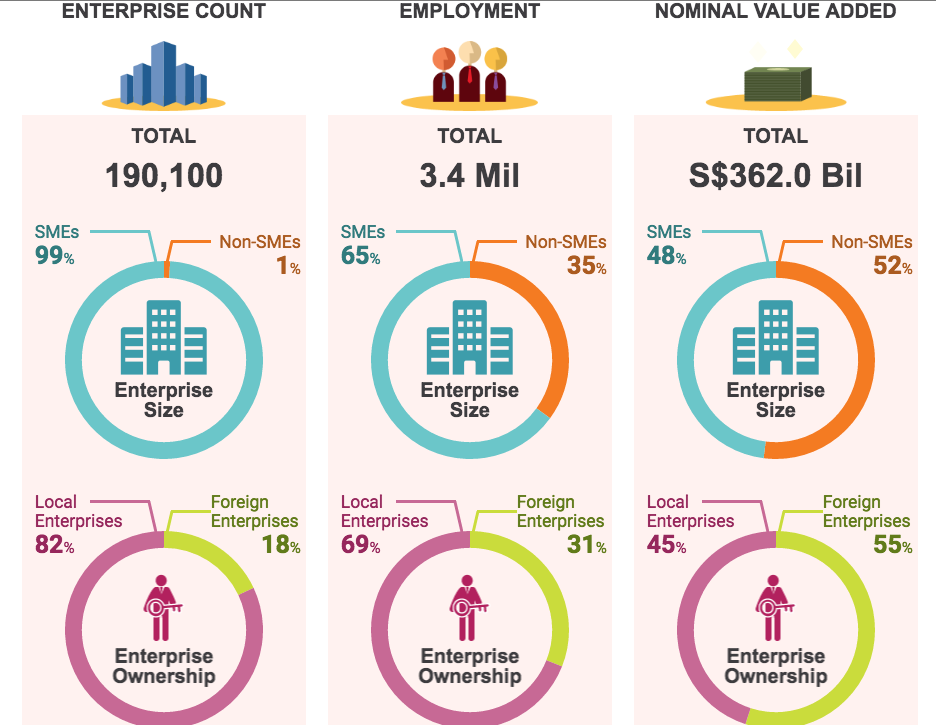 ENTERPRISE COUNT
TOTAL
190,100
SMEs
99%
Non-SMEs
1%
Enterprise
Size
Local
Enterprises
82%
Foreign
Enterprises
18%
Enterprise
Ownership
EMPLOYMENT
TOTAL
3.4 Mil
SMEs
65%
Non-SMEs
35%
Enterprise
Size
Local
Enterprises
69%
Foreign
Enterprises
31%
Enterprise
Ownership
NOMINAL VALUE ADDED
TOTAL
S$362.0 Bil
SMEs
48%
Non-SMEs
52%
Enterprise
Size
Local
Enterprises
45%
Foreign
Enterprises
55%
Enterprise
Ownership